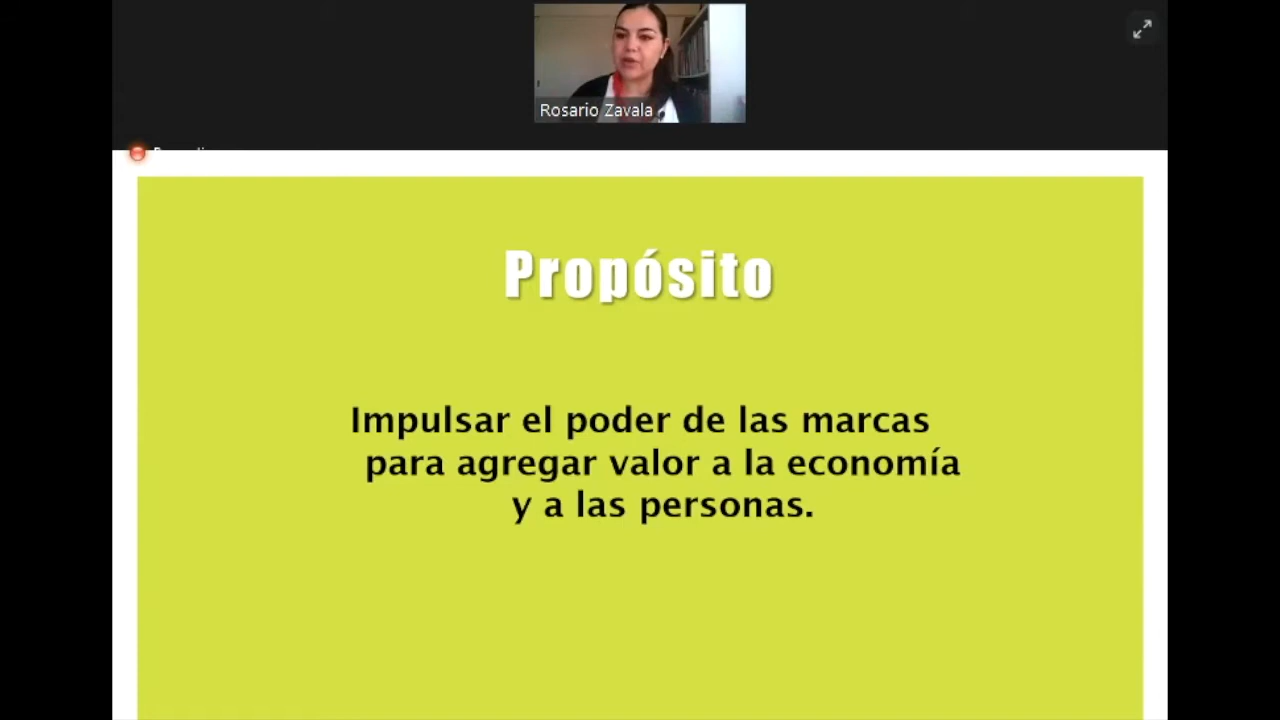 Rosario Zavala
Propósito
Impulsar el poder de las marcas
para agregar valor a la economía
y a las personas.